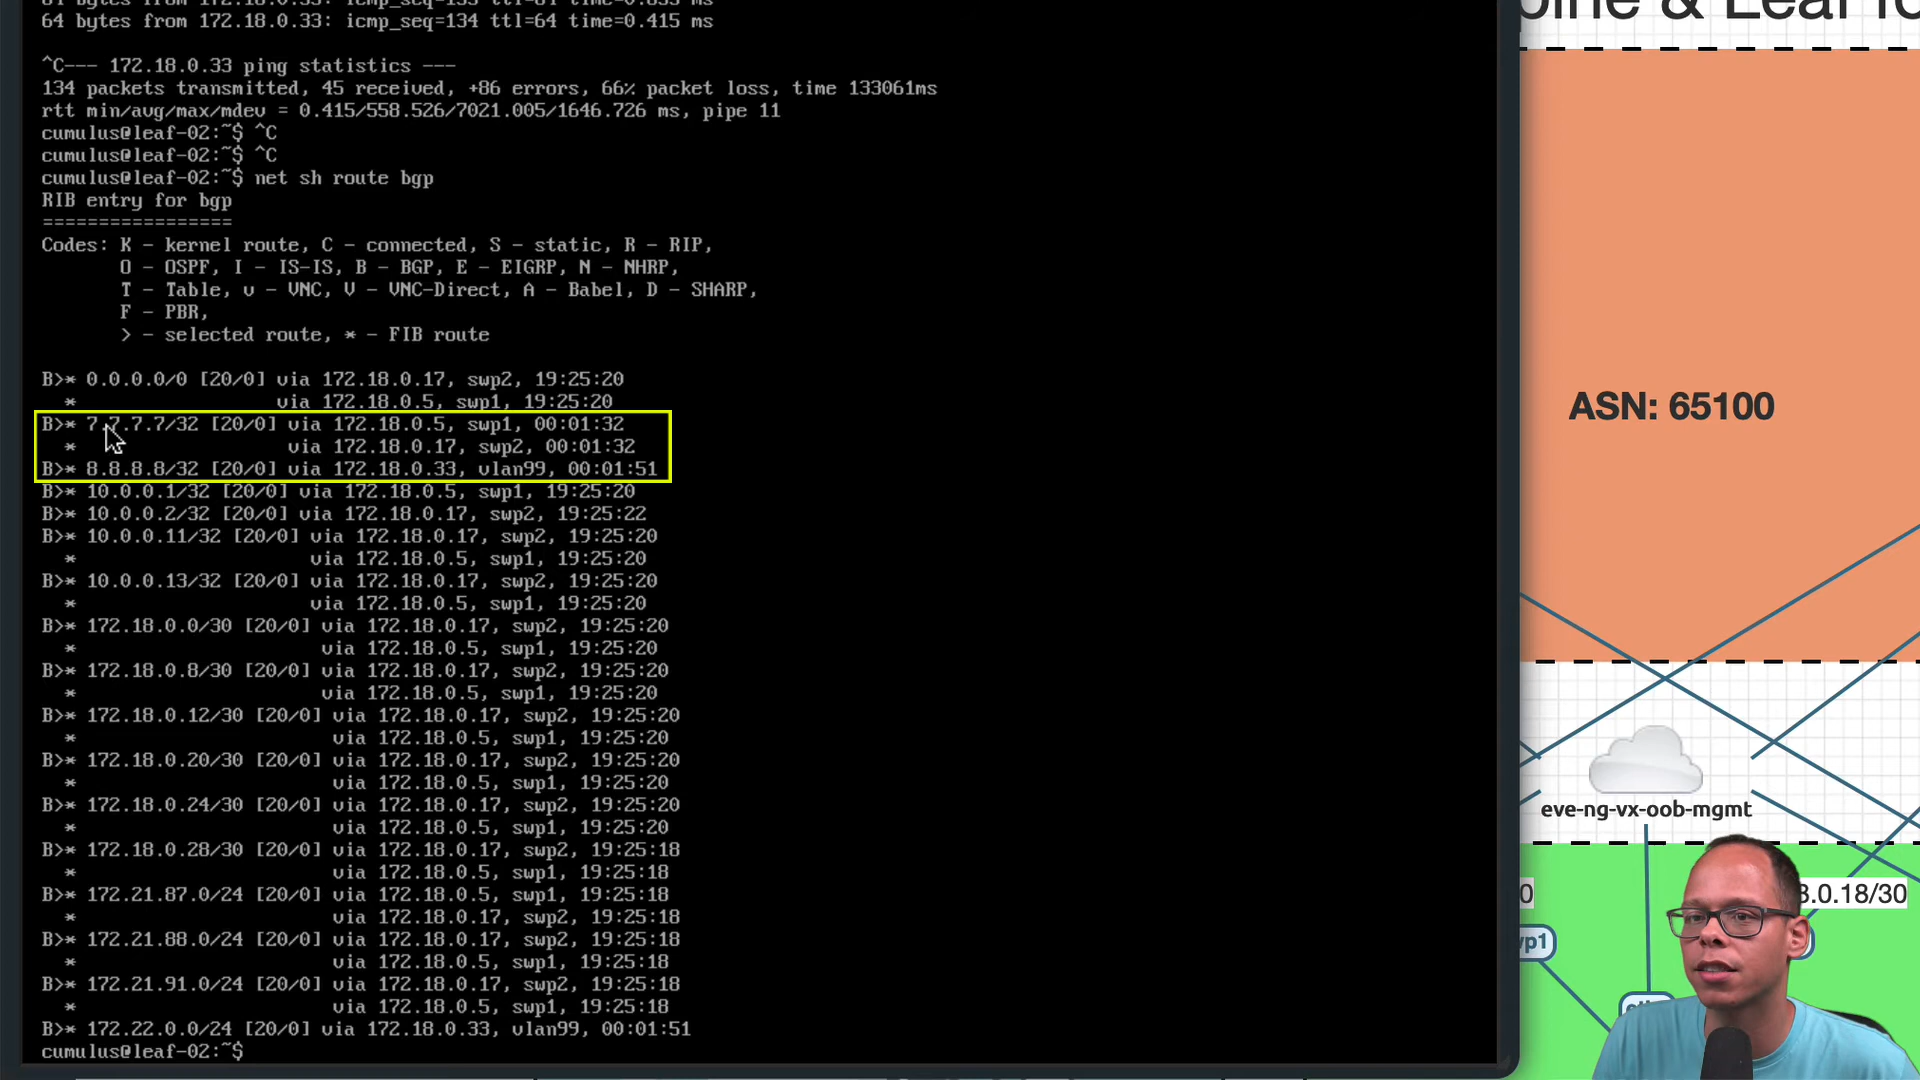 64 bytes from 172.18.0.33: icmp_seq=133 ttl=64 time=0.633 ms
64 bytes from 172.18.0.33: icmp_seq=134 ttl=64 time=0.415 ms
^C--- 172.18.0.33 ping statistics ---
134 packets transmitted, 45 received, +86 errors, 66% packet loss, time 133061ms
rtt min/avg/max/mdev = 0.415/558.526/7021.005/1646.726 ms, pipe 11
cumulus@leaf-02:~$ ^C
cumulus@leaf-02:~$ ^C
cumulus@leaf-02:~$ net sh route bgp
RIB entry for bgp
=================
Codes: K - kernel route, C - connected, S - static, R - RIP,
O - OSPF, I - IS-IS, B - BGP, E - EIGRP, N - NHRP,
T - Table, v - VNC, V - VNC-Direct, A - Babel, D - SHARP,
F - PBR,
> - selected route, * - FIB route
B>* 0.0.0.0/0 [20/0] via 172.18.0.17, swp2, 19:25:20
* via 172.18.0.5, swp1, 19:25:20
B>* 7.7.7.7/32 [20/0] via 172.18.0.5, swp1, 00:01:32
* via 172.18.0.17, swp2, 00:01:32
B>* 8.8.8.8/32 [20/0] via 172.18.0.33, vlan99, 00:01:51
B>* 10.0.0.1/32 [20/0] via 172.18.0.5, swp1, 19:25:20
B>* 10.0.0.2/32 [20/0] via 172.18.0.17, swp2, 19:25:22
B>* 10.0.0.11/32 [20/0] via 172.18.0.17, swp2, 19:25:20
* via 172.18.0.5, swp1, 19:25:20
B>* 10.0.0.13/32 [20/0] via 172.18.0.17, swp2, 19:25:20
* via 172.18.0.5, swp1, 19:25:20
B>* 172.18.0.0/30 [20/0] via 172.18.0.17, swp2, 19:25:20
* via 172.18.0.5, swp1, 19:25:20
B>* 172.18.0.8/30 [20/0] via 172.18.0.17, swp2, 19:25:20
* via 172.18.0.5, swp1, 19:25:20
B>* 172.18.0.12/30 [20/0] via 172.18.0.17, swp2, 19:25:20
* via 172.18.0.5, swp1, 19:25:20
B>* 172.18.0.20/30 [20/0] via 172.18.0.17, swp2, 19:25:20
* via 172.18.0.5, swp1, 19:25:20
B>* 172.18.0.24/30 [20/0] via 172.18.0.17, swp2, 19:25:20
* via 172.18.0.5, swp1, 19:25:20
B>* 172.18.0.28/30 [20/0] via 172.18.0.17, swp2, 19:25:18
* via 172.18.0.5, swp1, 19:25:18
B>* 172.21.87.0/24 [20/0] via 172.18.0.5, swp1, 19:25:18
* via 172.18.0.17, swp2, 19:25:18
B>* 172.21.88.0/24 [20/0] via 172.18.0.17, swp2, 19:25:18
* via 172.18.0.5, swp1, 19:25:18
B>* 172.21.91.0/24 [20/0] via 172.18.0.17, swp2, 19:25:18
* via 172.18.0.5, swp1, 19:25:18
B>* 172.22.0.0/24 [20/0] via 172.18.0.33, vlan99, 00:01:51
cumulus@leaf-02:~$
& Leaf
ASN: 65100
eve-ng-vx-oob-mgmt
0
3.0.18/30